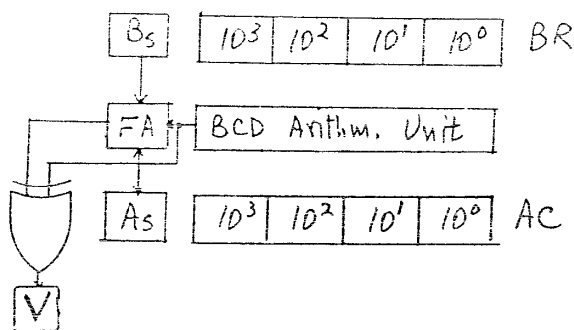 Bs 10³ 10² 10¹ 10⁰ BR
FA BCD Arithm. Unit
As 10³ 10² 10¹ 10⁰ AC
V